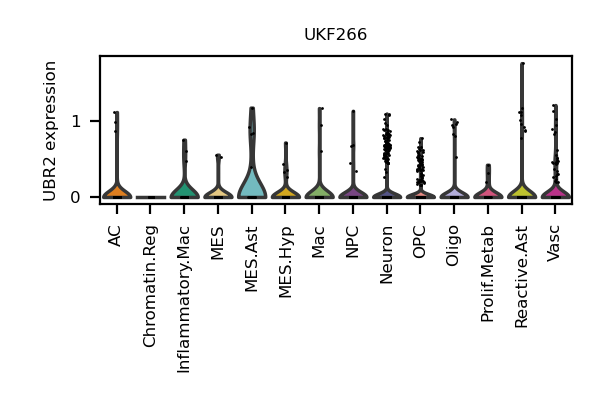 UKF266
UBR2 expression
1
0
AC
Chromatin.Reg
Inflammatory.Mac
MES
MES.Ast
MES.Hyp
Mac
NPC
Neuron
OPC
Oligo
Prolif.Metab
Reactive.Ast
Vasc